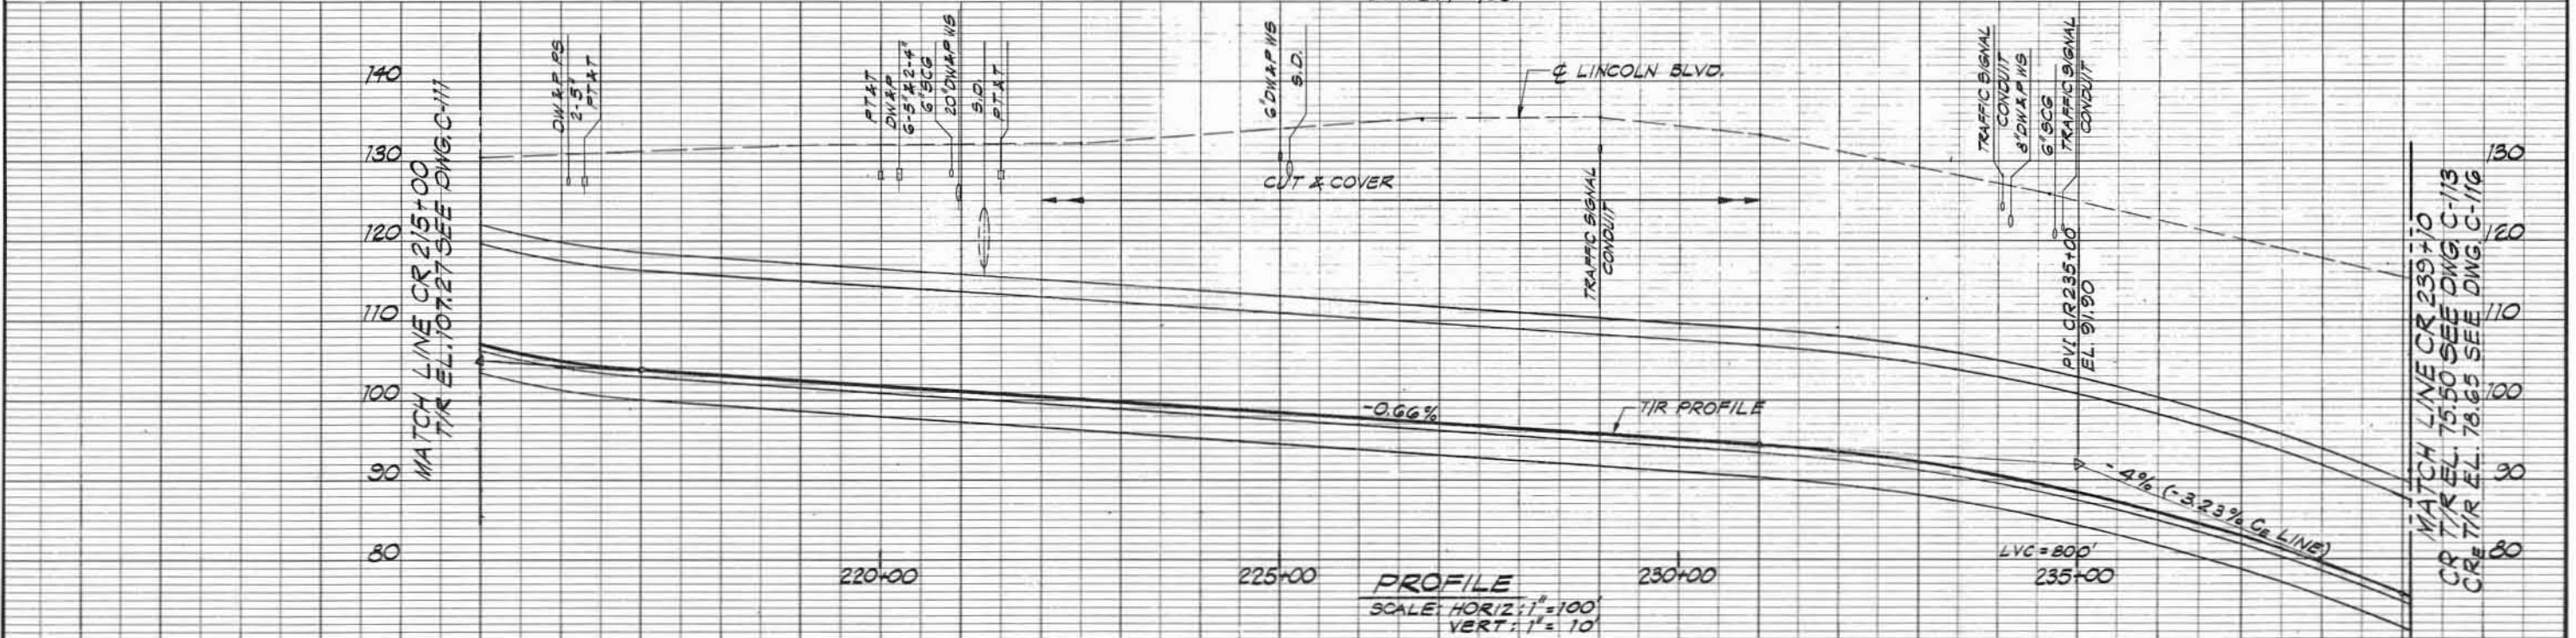 140
130
120
110
100
90
80
MATCH LINE CR 215+00
T/R EL. 107.27 SEE DWG. C-111
DW&P PS
2-5"
PT&T
PT&T
DW&P
6-5" & 2-4"
6" SCG
20" DW&P WS
S.D.
PT&T
6" DW&P WS
S.D.
CUT & COVER
℄ LINCOLN BLVD.
TRAFFIC SIGNAL
CONDUIT
TRAFFIC SIGNAL
CONDUIT
8" DW&P WS
6" SCG
TRAFFIC SIGNAL
CONDUIT
PVI CR 235+00
EL. 91.90
-0.66%
T/R PROFILE
-4% (-3.23% CRE LINE)
LVC = 800'
220+00
225+00
230+00
235+00
PROFILE
SCALE: HORIZ: 1" = 100'
VERT: 1" = 10'
MATCH LINE CR 239+10
CR T/R EL. 75.50 SEE DWG. C-113
CRE T/R EL. 78.65 SEE DWG. C-116
130
120
110
100
90
80